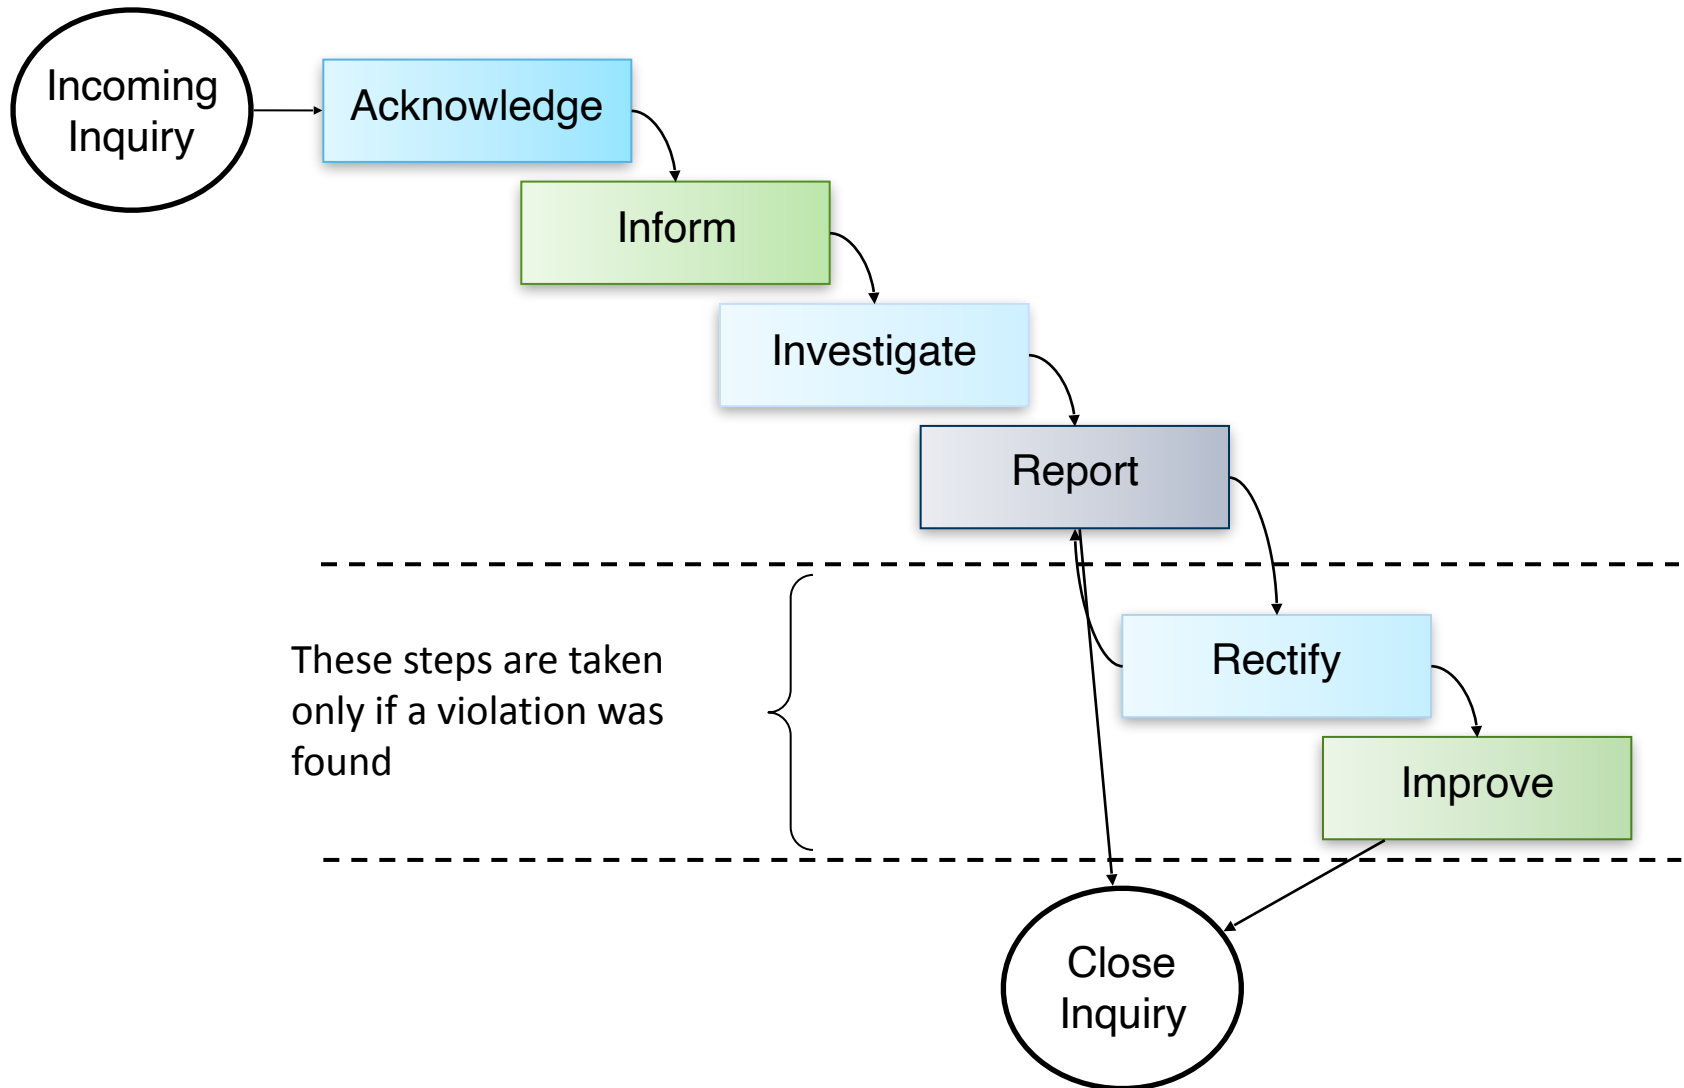 Incoming
Inquiry
Acknowledge
Inform
Investigate
Report
These steps are taken
only if a violation was
found
Rectify
Improve
Close
Inquiry